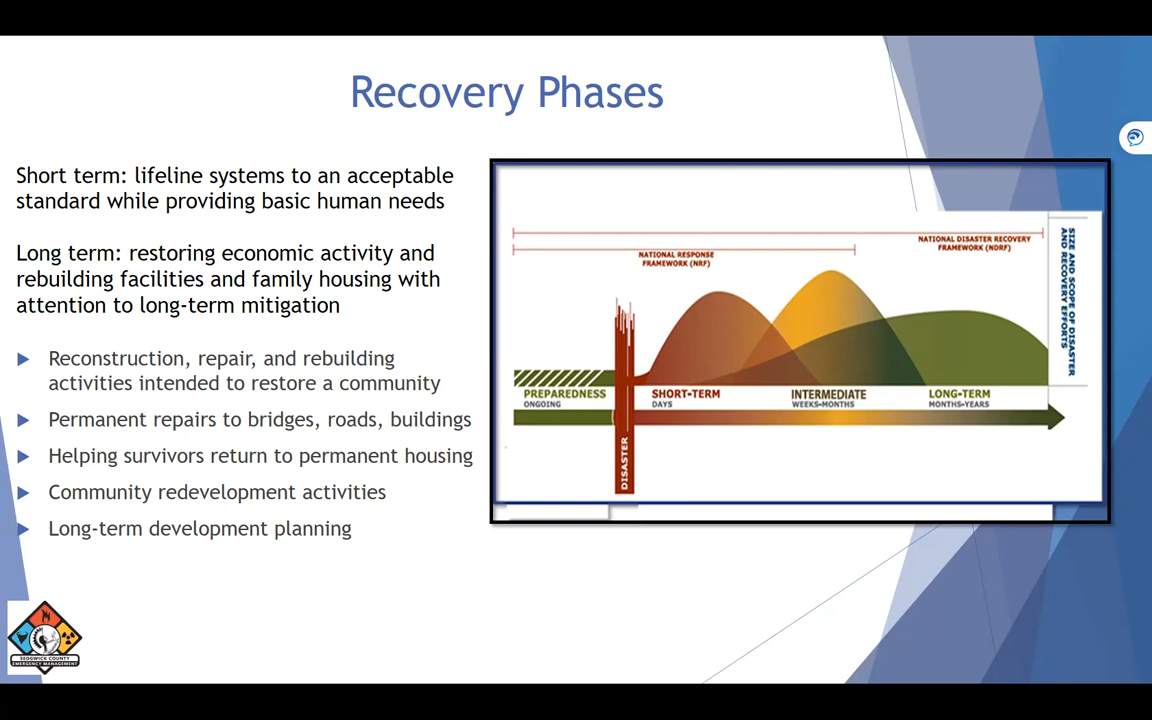 Recovery Phases
Short term: lifeline systems to an acceptable
standard while providing basic human needs
Long term: restoring economic activity and
rebuilding facilities and family housing with
attention to long-term mitigation
Reconstruction, repair, and rebuilding
activities intended to restore a community
Permanent repairs to bridges, roads, buildings
Helping survivors return to permanent housing
Community redevelopment activities
Long-term development planning
NATIONAL DISASTER RECOVERY
FRAMEWORK (NDRF)
NATIONAL RESPONSE
FRAMEWORK (NRF)
SIZE AND SCOPE OF DISASTER
AND RECOVERY EFFORTS
PREPAREDNESS
ONGOING
DISASTER
SHORT-TERM
DAYS
INTERMEDIATE
WEEKS-MONTHS
LONG-TERM
MONTHS-YEARS
SEDGWICK COUNTY
EMERGENCY MANAGEMENT